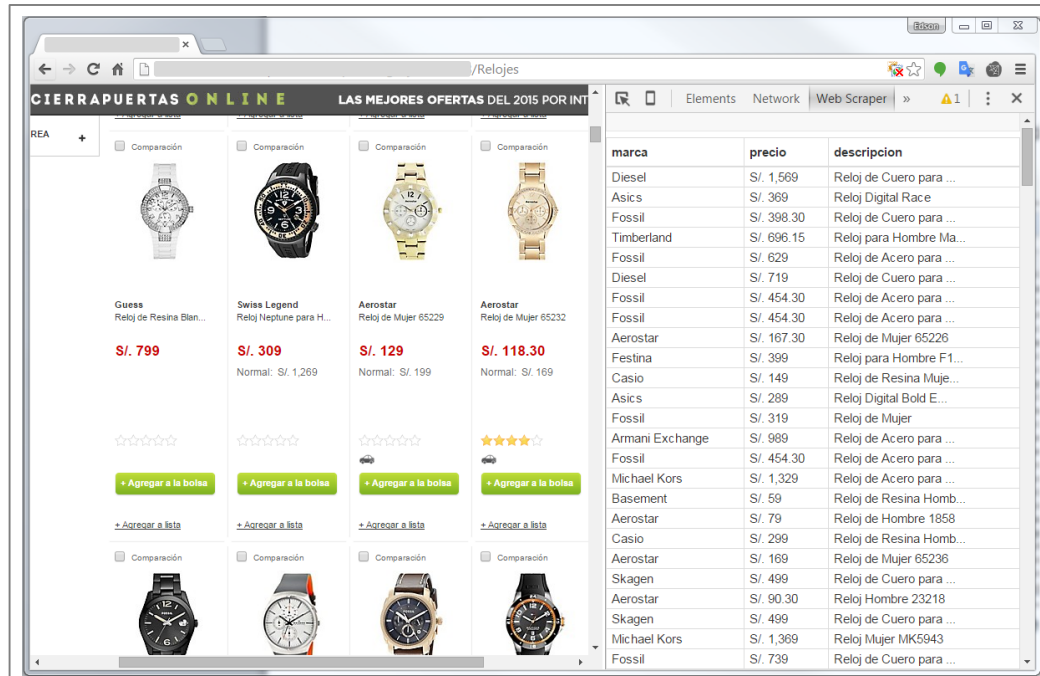 Edson
/Relojes
CIERRAPUERTAS ONLINE
LAS MEJORES OFERTAS DEL 2015 POR INT
REA +
+ Agregar a lista + Agregar a lista + Agregar a lista + Agregar a lista
Comparación Comparación Comparación Comparación
Guess Swiss Legend Aerostar Aerostar
Reloj de Resina Blan... Reloj Neptune para H... Reloj de Mujer 65229 Reloj de Mujer 65232
S/. 799 S/. 309 S/. 129 S/. 118.30
Normal: S/. 1,269 Normal: S/. 199 Normal: S/. 169
+ Agregar a la bolsa + Agregar a la bolsa + Agregar a la bolsa + Agregar a la bolsa
+ Agregar a lista + Agregar a lista + Agregar a lista + Agregar a lista
Comparación Comparación Comparación Comparación
Elements Network Web Scraper » 1
marca precio descripcion
Diesel S/. 1,569 Reloj de Cuero para ...
Asics S/. 369 Reloj Digital Race
Fossil S/. 398.30 Reloj de Cuero para ...
Timberland S/. 696.15 Reloj para Hombre Ma...
Fossil S/. 629 Reloj de Acero para ...
Diesel S/. 719 Reloj de Cuero para ...
Fossil S/. 454.30 Reloj de Acero para ...
Fossil S/. 454.30 Reloj de Acero para ...
Aerostar S/. 167.30 Reloj de Mujer 65226
Festina S/. 399 Reloj para Hombre F1...
Casio S/. 149 Reloj de Resina Muje...
Asics S/. 289 Reloj Digital Bold E...
Fossil S/. 319 Reloj de Mujer
Armani Exchange S/. 989 Reloj de Acero para ...
Fossil S/. 454.30 Reloj de Acero para ...
Michael Kors S/. 1,329 Reloj de Acero para ...
Basement S/. 59 Reloj de Resina Homb...
Aerostar S/. 79 Reloj de Hombre 1858
Casio S/. 299 Reloj de Resina Homb...
Aerostar S/. 169 Reloj de Mujer 65236
Skagen S/. 499 Reloj de Cuero para ...
Aerostar S/. 90.30 Reloj Hombre 23218
Skagen S/. 499 Reloj de Cuero para ...
Michael Kors S/. 1,369 Reloj Mujer MK5943
Fossil S/. 739 Reloj de Cuero para ...